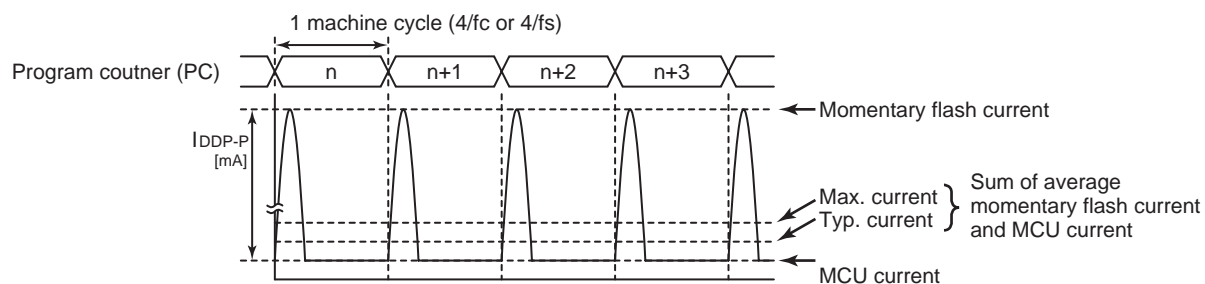 1 machine cycle (4/fc or 4/fs)
Program coutner (PC)
n
n+1
n+2
n+3
Momentary flash current
IDDP-P
[mA]
Max. current
Typ. current
Sum of average
momentary flash current
and MCU current
MCU current